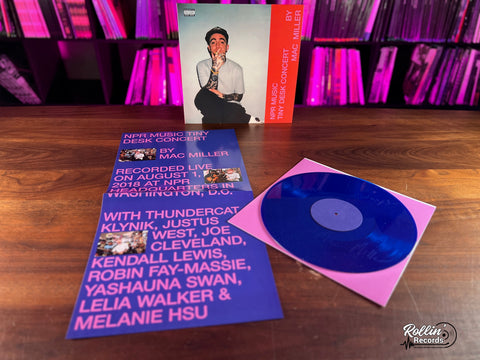 NPR MUSIC
TINY DESK CONCERT
BY
MAC MILLER
NPR MUSIC TINY
DESK CONCERT
BY
MAC MILLER
RECORDED LIVE
ON AUGUST 1,
2018 AT NPR
HEADQUARTERS IN
WASHINGTON, D.C.
WITH THUNDERCAT,
KLYNIK, JUSTUS
WEST, JOE
CLEVELAND,
KENDALL LEWIS,
ROBIN FAY-MASSIE,
YASHAUNA SWAN,
LELIA WALKER &
MELANIE HSU
Rollin'
Records